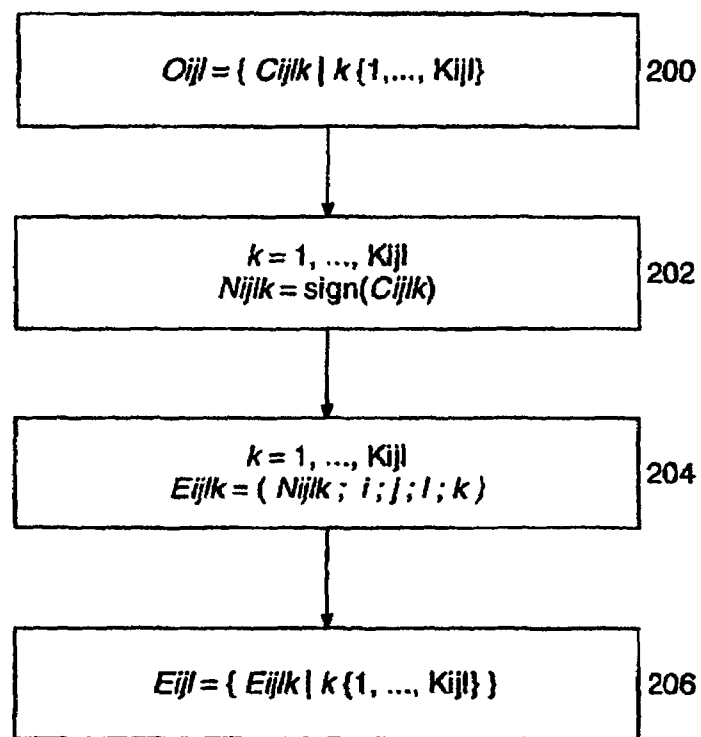 Oijl = { Cijlk | k {1,..., Kijl}
200
k = 1, ..., Kijl
Nijlk = sign(Cijlk)
202
k = 1, ..., Kijl
Eijlk = ( Nijlk ; i ; j ; l ; k )
204
Eijl = { Eijlk | k {1, ..., Kijl} }
206